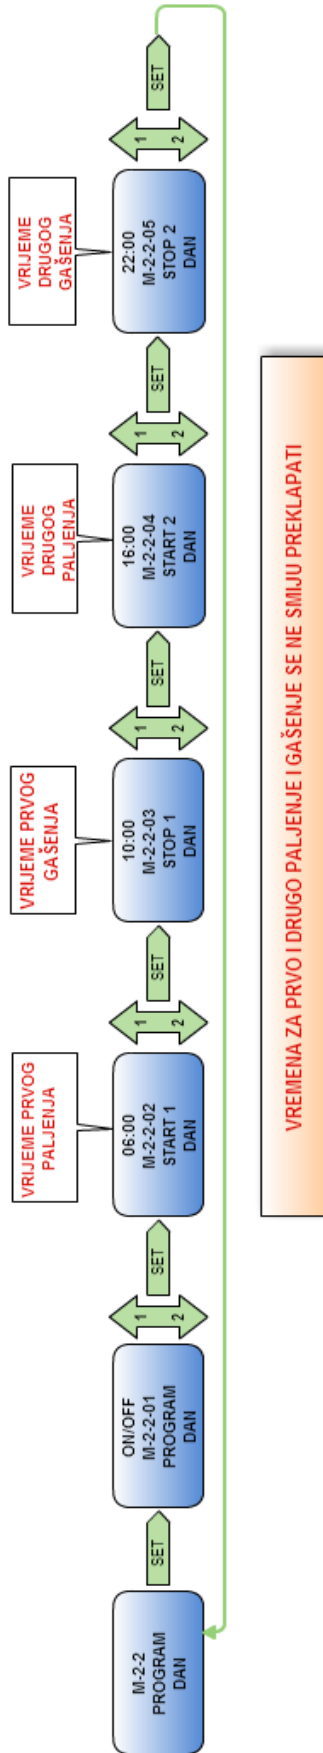 M-2-2
PROGRAM
DAN
SET
ON/OFF
M-2-2-01
PROGRAM
DAN
1
2
SET
VRIJEME PRVOG
PALJENJA
06:00
M-2-2-02
START 1
DAN
1
2
SET
VRIJEME PRVOG
GAŠENJA
10:00
M-2-2-03
STOP 1
DAN
1
2
SET
VRIJEME
DRUGOG
PALJENJA
16:00
M-2-2-04
START 2
DAN
1
2
SET
VRIJEME
DRUGOG
GAŠENJA
22:00
M-2-2-05
STOP 2
DAN
1
2
SET
VREMENA ZA PRVO I DRUGO PALJENJE I GAŠENJE SE NE SMIJU PREKLAPATI